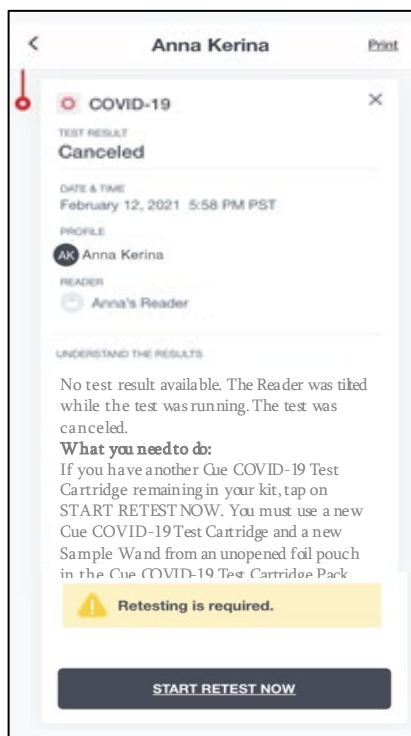 Anna Kerina Print
COVID-19
TEST RESULT
Canceled
DATE & TIME
February 12, 2021 5:58 PM PST
PROFILE
AK Anna Kerina
READER
Anna's Reader
UNDERSTAND THE RESULTS
No test result available. The Reader was tilted
while the test was running. The test was
canceled.
What you need to do:
If you have another Cue COVID-19 Test
Cartridge remaining in your kit, tap on
START RETEST NOW. You must use a new
Cue COVID-19 Test Cartridge and a new
Sample Wand from an unopened foil pouch
in the Cue COVID-19 Test Cartridge Pack
Retesting is required.
START RETEST NOW